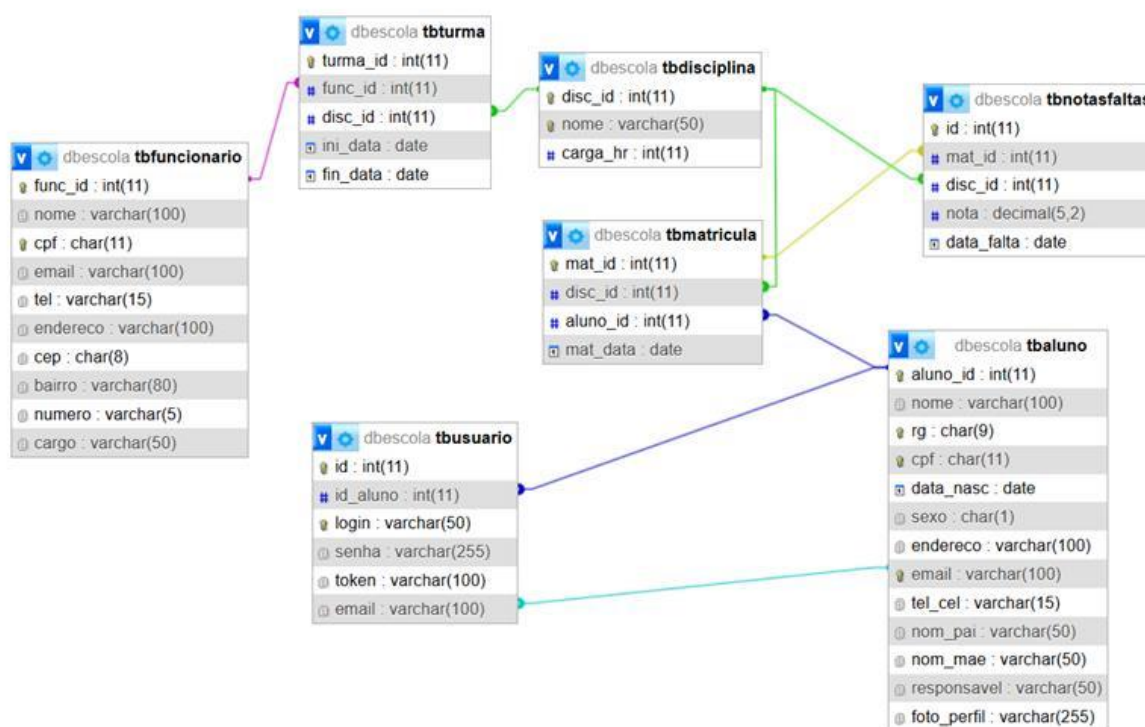 dbescola tbturma
turma_id : int(11)
func_id : int(11)
disc_id : int(11)
ini_data : date
fin_data : date
dbescola tbdisciplina
disc_id : int(11)
nome : varchar(50)
carga_hr : int(11)
dbescola tbnotasfaltas
id : int(11)
mat_id : int(11)
disc_id : int(11)
nota : decimal(5,2)
data_falta : date
dbescola tbfuncionario
func_id : int(11)
nome : varchar(100)
cpf : char(11)
email : varchar(100)
tel : varchar(15)
endereco : varchar(100)
cep : char(8)
bairro : varchar(80)
numero : varchar(5)
cargo : varchar(50)
dbescola tbmatricula
mat_id : int(11)
disc_id : int(11)
aluno_id : int(11)
mat_data : date
dbescola tbaluno
aluno_id : int(11)
nome : varchar(100)
rg : char(9)
cpf : char(11)
data_nasc : date
sexo : char(1)
endereco : varchar(100)
email : varchar(100)
tel_cel : varchar(15)
nom_pai : varchar(50)
nom_mae : varchar(50)
responsavel : varchar(50)
foto_perfil : varchar(255)
dbescola tbusuario
id : int(11)
id_aluno : int(11)
login : varchar(50)
senha : varchar(255)
token : varchar(100)
email : varchar(100)